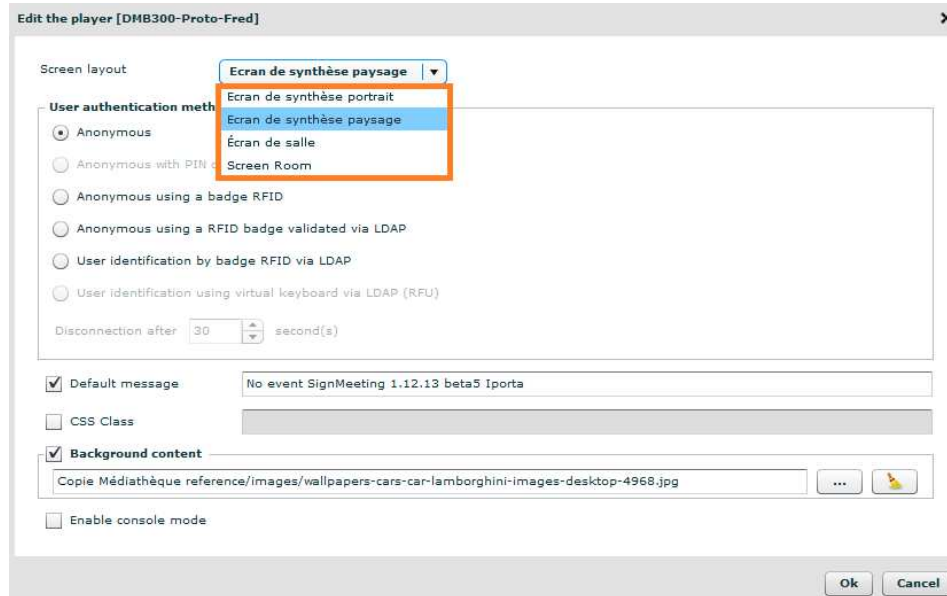 Edit the player [DMB300-Proto-Fred]
Screen layout
Ecran de synthèse paysage
Ecran de synthèse portrait
Ecran de synthèse paysage
Écran de salle
Screen Room
User authentication meth
Anonymous
Anonymous with PIN
Anonymous using a badge RFID
Anonymous using a RFID badge validated via LDAP
User identification by badge RFID via LDAP
User identification using virtual keyboard via LDAP (RFU)
Disconnection after 30 second(s)
Default message No event SignMeeting 1.12.13 beta5 Iporta
CSS Class
Background content
Copie Médiathèque reference/images/wallpapers-cars-car-lamborghini-images-desktop-4968.jpg ...
Enable console mode
Ok Cancel